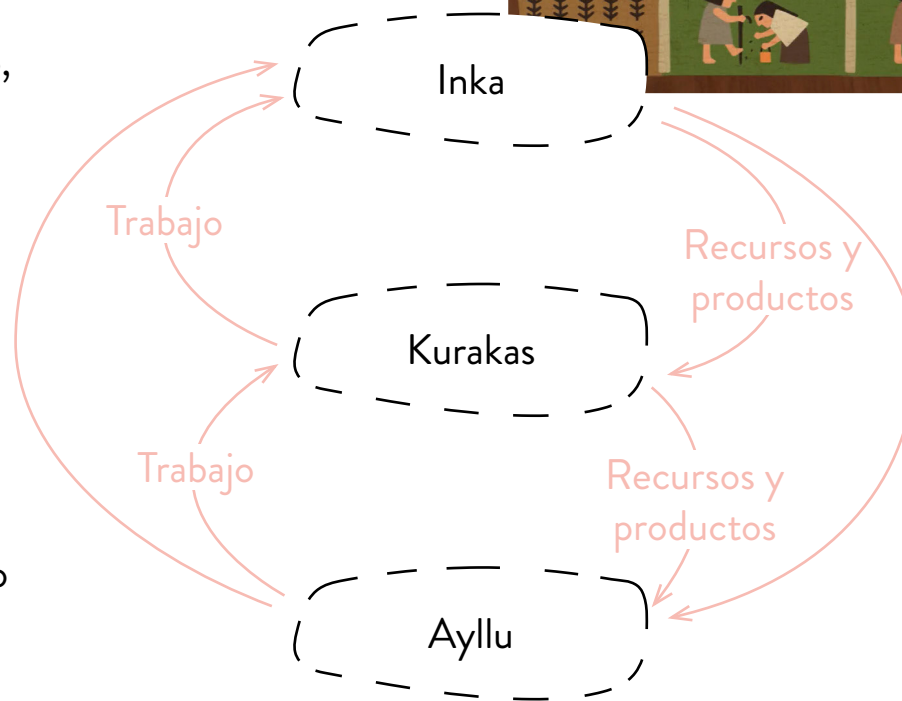 ,
Inka
Trabajo
Recursos y
productos
Kurakas
Trabajo
Recursos y
productos
o
Ayllu